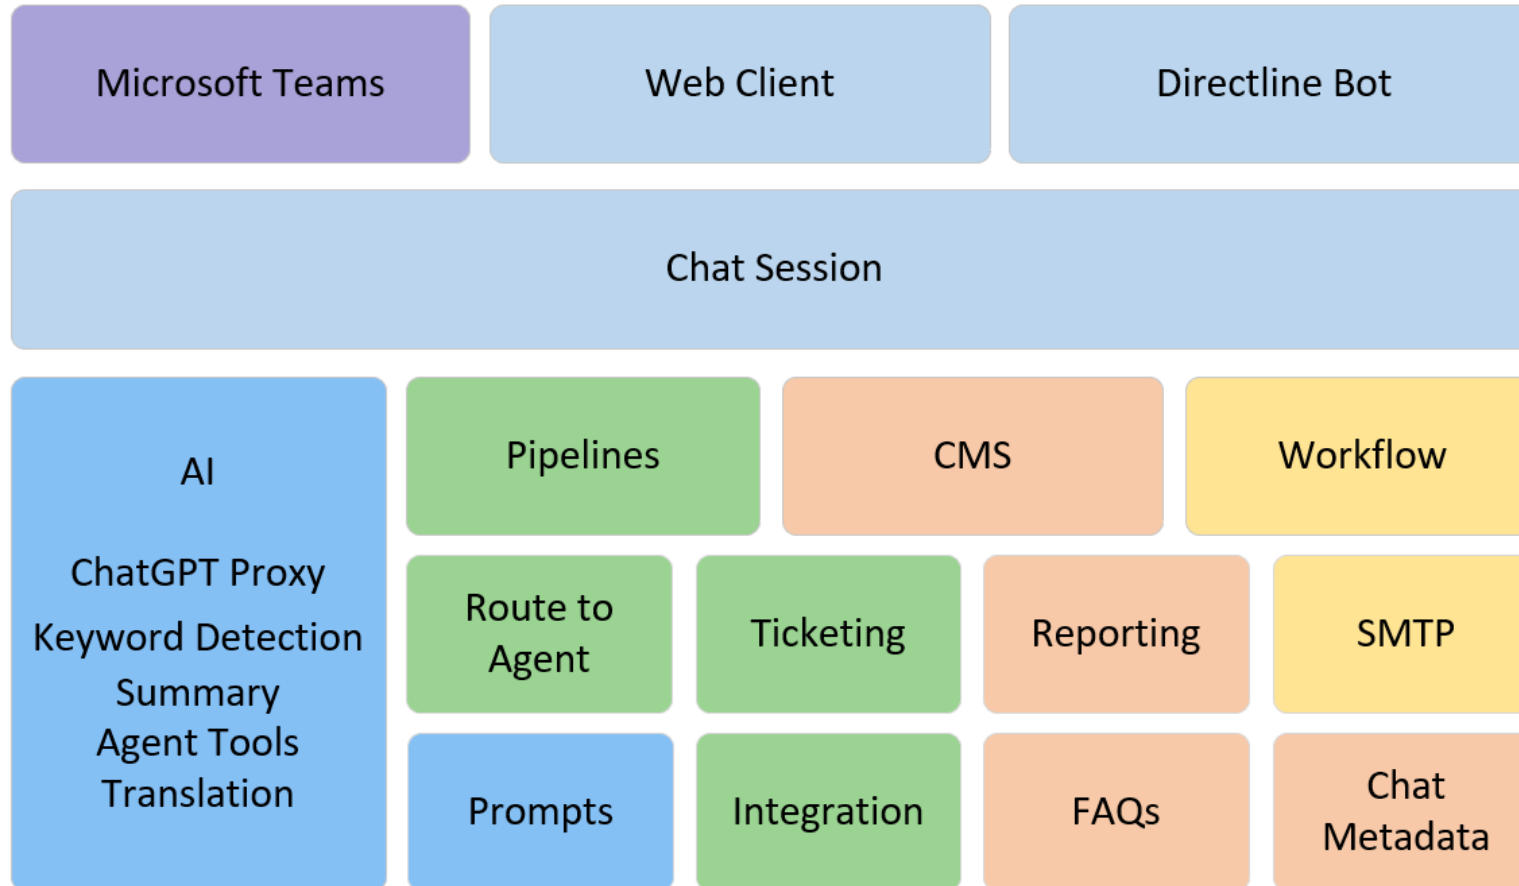 Microsoft Teams
Web Client
Directline Bot
Chat Session
AI
ChatGPT Proxy
Keyword Detection
Summary
Agent Tools
Translation
Pipelines
CMS
Workflow
Route to
Agent
Ticketing
Reporting
SMTP
Prompts
Integration
FAQs
Chat
Metadata